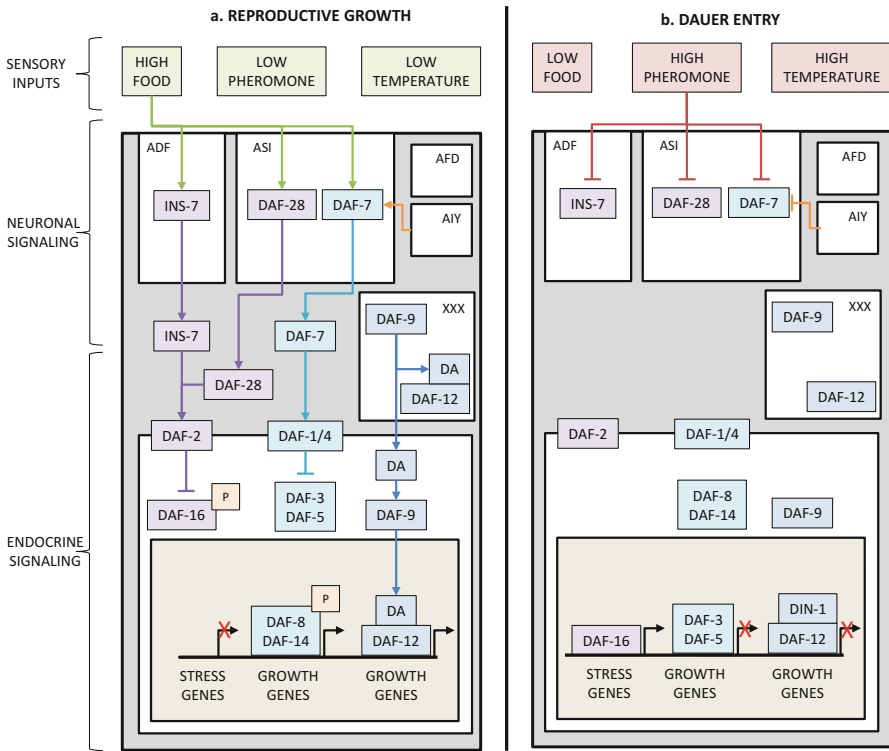 a. REPRODUCTIVE GROWTH
SENSORY
INPUTS
HIGH
FOOD
LOW
PHEROMONE
LOW
TEMPERATURE
NEURONAL
SIGNALING
ADF
ASI
AFD
AIY
INS-7
DAF-28
DAF-7
INS-7
DAF-28
DAF-7
XXX
DAF-9
DA
DAF-12
ENDOCRINE
SIGNALING
DAF-2
DAF-1/4
DA
P
DAF-16
DAF-3
DAF-5
DAF-9
X
DAF-8
DAF-14
P
DA
DAF-12
STRESS
GENES
GROWTH
GENES
GROWTH
GENES
b. DAUER ENTRY
LOW
FOOD
HIGH
PHEROMONE
HIGH
TEMPERATURE
ADF
ASI
AFD
AIY
INS-7
DAF-28
DAF-7
XXX
DAF-9
DAF-12
DAF-2
DAF-1/4
DAF-8
DAF-14
DAF-9
DAF-16
DAF-3
DAF-5
X
DIN-1
DAF-12
X
STRESS
GENES
GROWTH
GENES
GROWTH
GENES